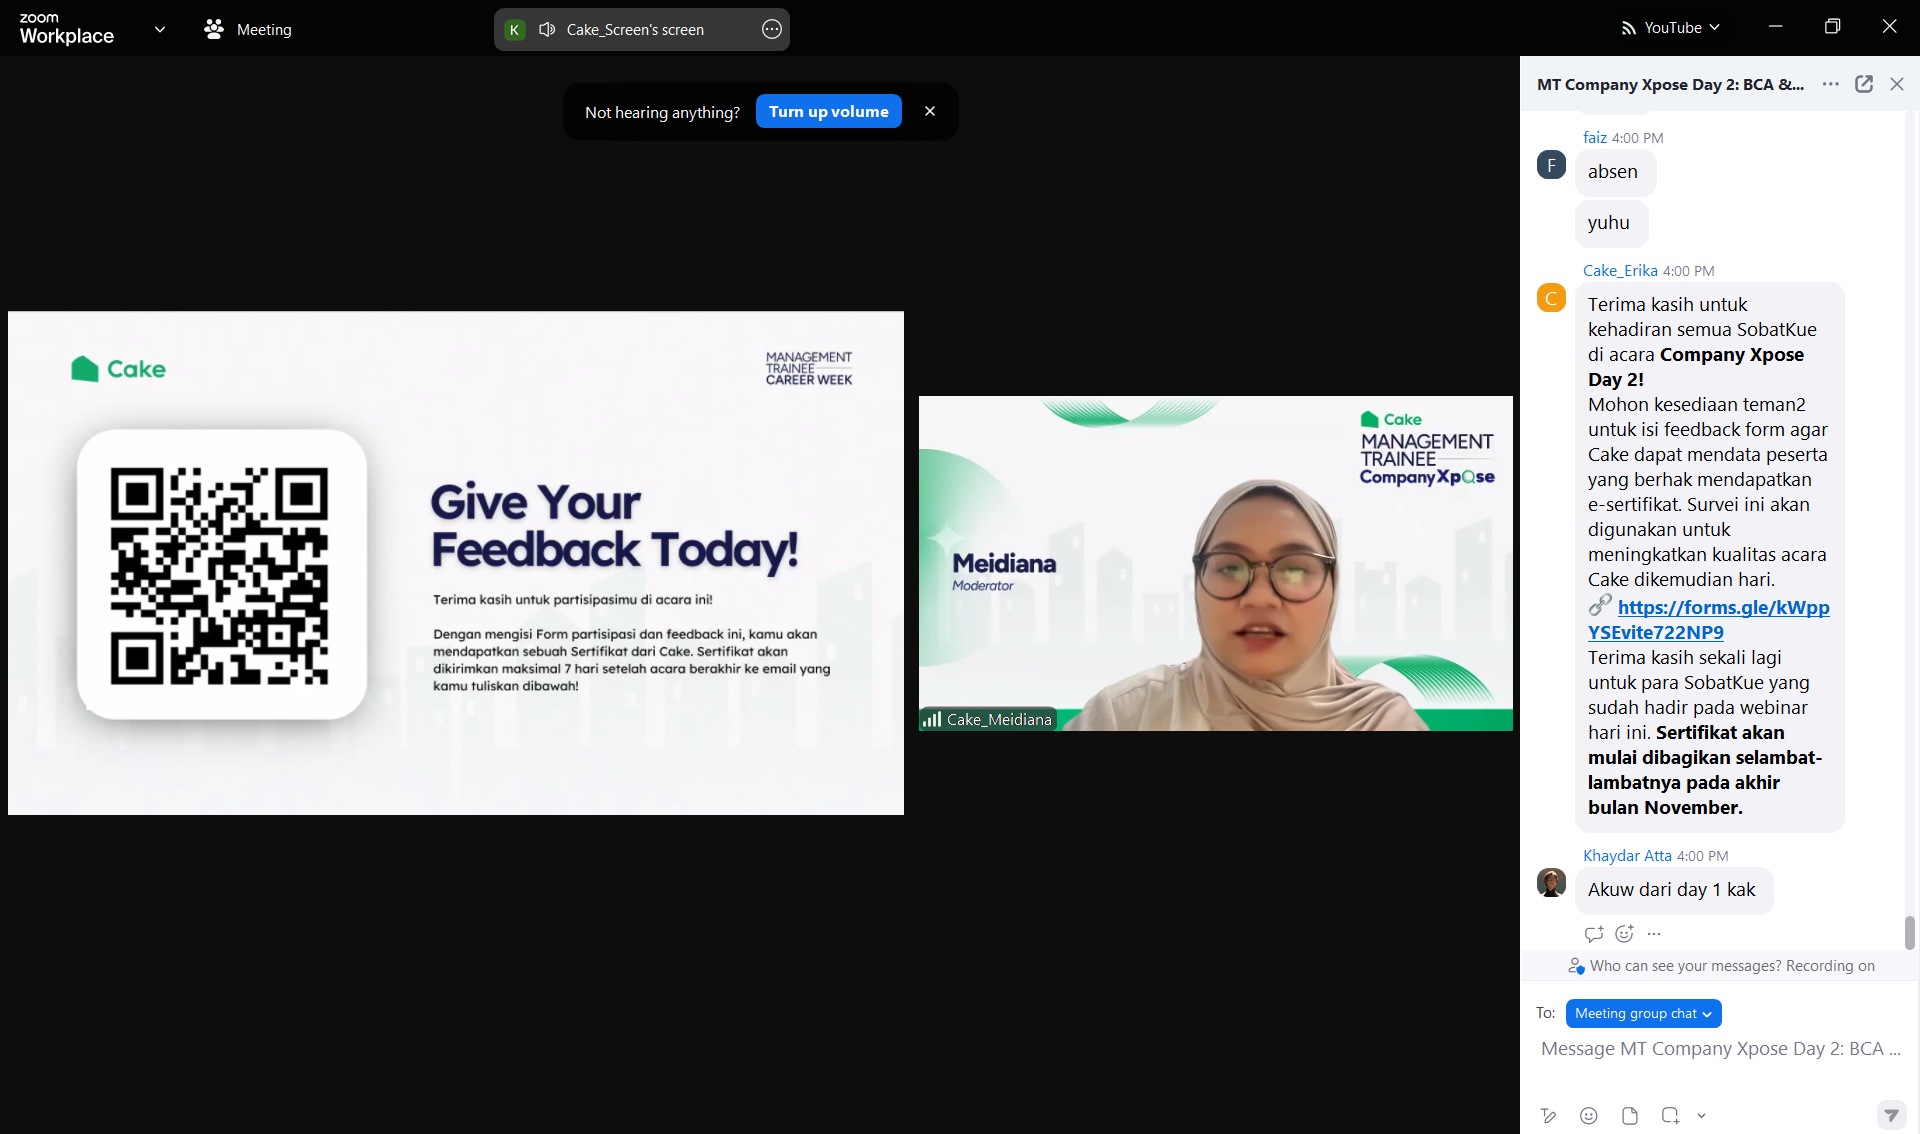 zoom
Workplace
Meeting
K
Cake_Screen's screen
YouTube
Not hearing anything?
Turn up volume
Cake
MANAGEMENT
TRAINEE
CAREER WEEK
Give Your
Feedback Today!
Terima kasih untuk partisipasimu di acara ini!
Dengan mengisi Form partisipasi dan feedback ini, kamu akan
mendapatkan sebuah Sertifikat dari Cake. Sertifikat akan
dikirimkan maksimal 7 hari setelah acara berakhir ke email yang
kamu tuliskan dibawah!
Cake
MANAGEMENT
TRAINEE
Company Xpose
Meidiana
Moderator
Cake_Meidiana
MT Company Xpose Day 2: BCA &...
faiz 4:00 PM
F
absen
yuhu
Cake_Erika 4:00 PM
C
Terima kasih untuk
kehadiran semua SobatKue
di acara Company Xpose
Day 2!
Mohon kesediaan teman2
untuk isi feedback form agar
Cake dapat mendata peserta
yang berhak mendapatkan
e-sertifikat. Survei ini akan
digunakan untuk
meningkatkan kualitas acara
Cake dikemudian hari.
https://forms.gle/kWpp
YSEvite722NP9
Terima kasih sekali lagi
untuk para SobatKue yang
sudah hadir pada webinar
hari ini. Sertifikat akan
mulai dibagikan selambat-
lambatnya pada akhir
bulan November.
Khaydar Atta 4:00 PM
Akuw dari day 1 kak
Who can see your messages? Recording on
To:
Meeting group chat
Message MT Company Xpose Day 2: BCA ...